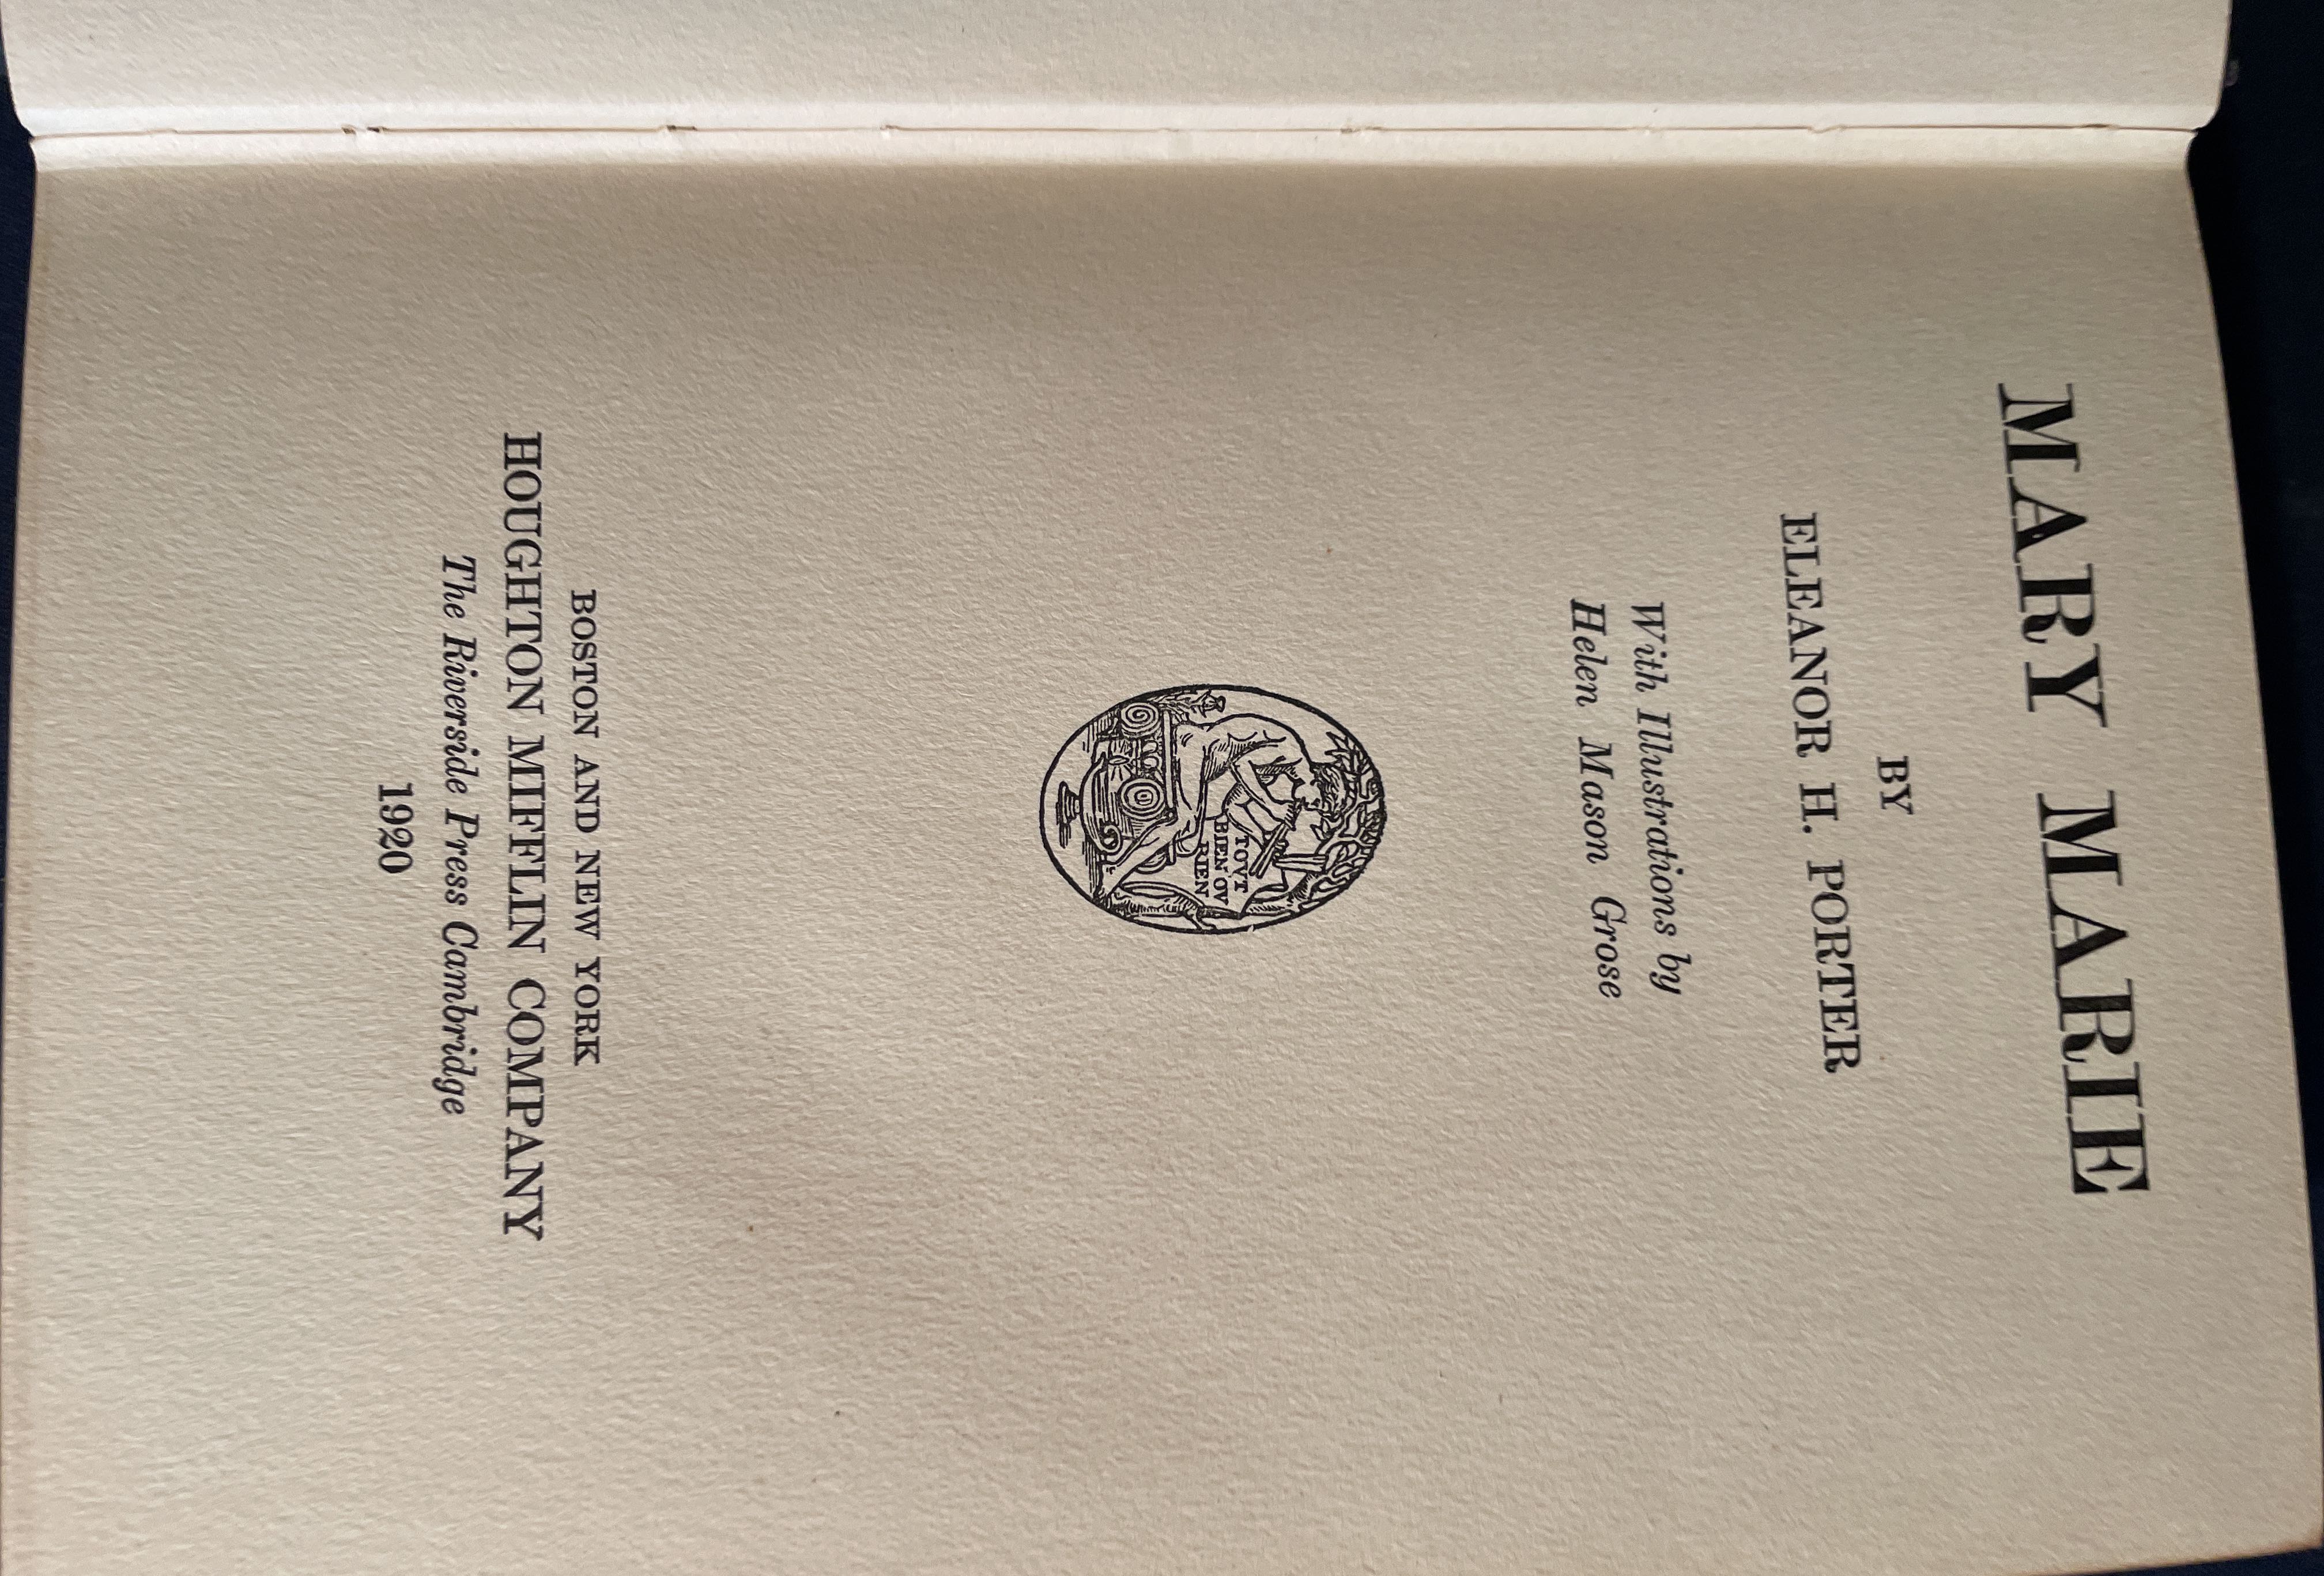 MARY MARIE
BY
ELEANOR H. PORTER
With Illustrations by
Helen Mason Grose
TOVT
BIEN OV
RIEN
BOSTON AND NEW YORK
HOUGHTON MIFFLIN COMPANY
The Riverside Press Cambridge
1920